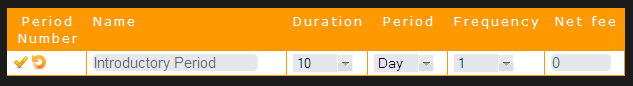 Period Number Name Duration Period Frequency Net fee
Introductory Period 10 Day 1 0